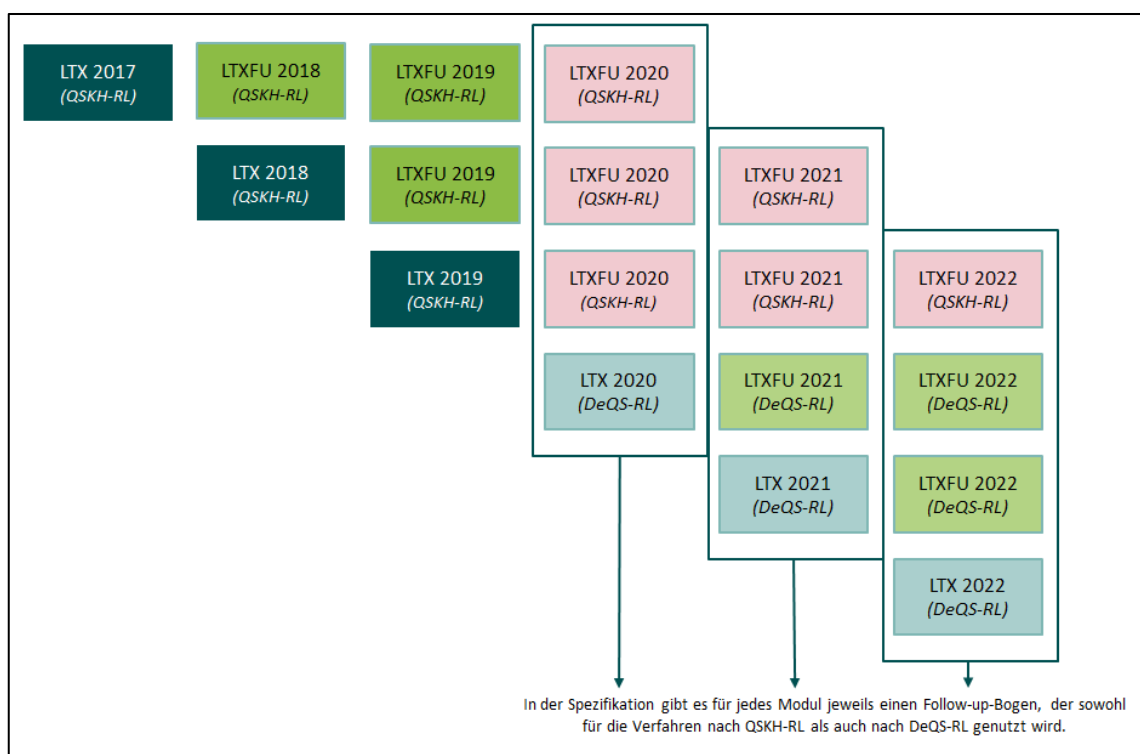 LTX 2017
(QSKH-RL)
LTXFU 2018
(QSKH-RL)
LTXFU 2019
(QSKH-RL)
LTXFU 2020
(QSKH-RL)
LTX 2018
(QSKH-RL)
LTXFU 2019
(QSKH-RL)
LTXFU 2020
(QSKH-RL)
LTXFU 2021
(QSKH-RL)
LTX 2019
(QSKH-RL)
LTXFU 2020
(QSKH-RL)
LTXFU 2021
(QSKH-RL)
LTXFU 2022
(QSKH-RL)
LTX 2020
(DeQS-RL)
LTXFU 2021
(DeQS-RL)
LTXFU 2022
(DeQS-RL)
LTX 2021
(DeQS-RL)
LTXFU 2022
(DeQS-RL)
LTX 2022
(DeQS-RL)
In der Spezifikation gibt es für jedes Modul jeweils einen Follow-up-Bogen, der sowohl
für die Verfahren nach QSKH-RL als auch nach DeQS-RL genutzt wird.